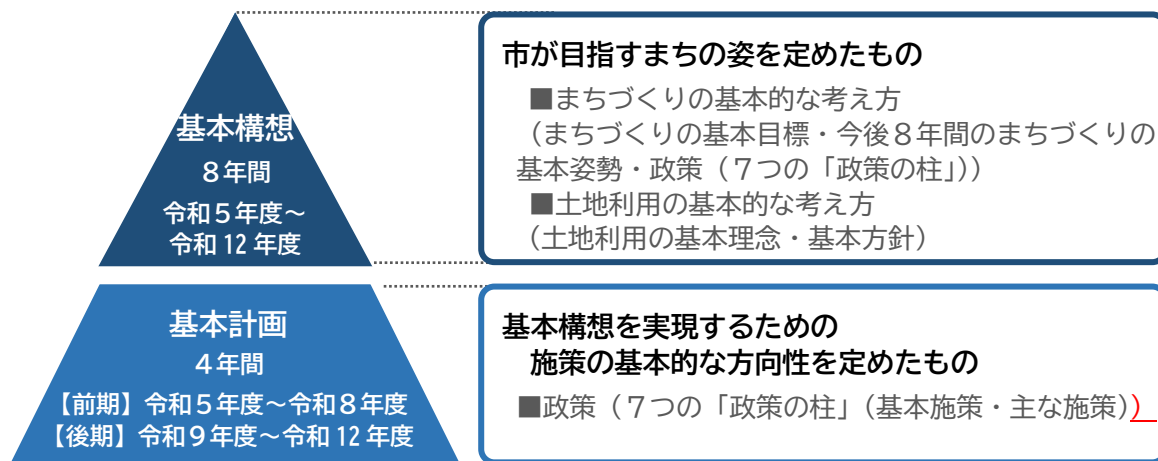 基本構想
８年間
令和５年度～
令和 12 年度
市が目指すまちの姿を定めたもの
■まちづくりの基本的な考え方
（まちづくりの基本目標・今後８年間のまちづくりの
基本姿勢・政策（７つの「政策の柱」））
■土地利用の基本的な考え方
（土地利用の基本理念・基本方針）
基本計画
４年間
【前期】令和５年度～令和８年度
【後期】令和９年度～令和 12 年度
基本構想を実現するための
施策の基本的な方向性を定めたもの
■政策（７つの「政策の柱」（基本施策・主な施策））